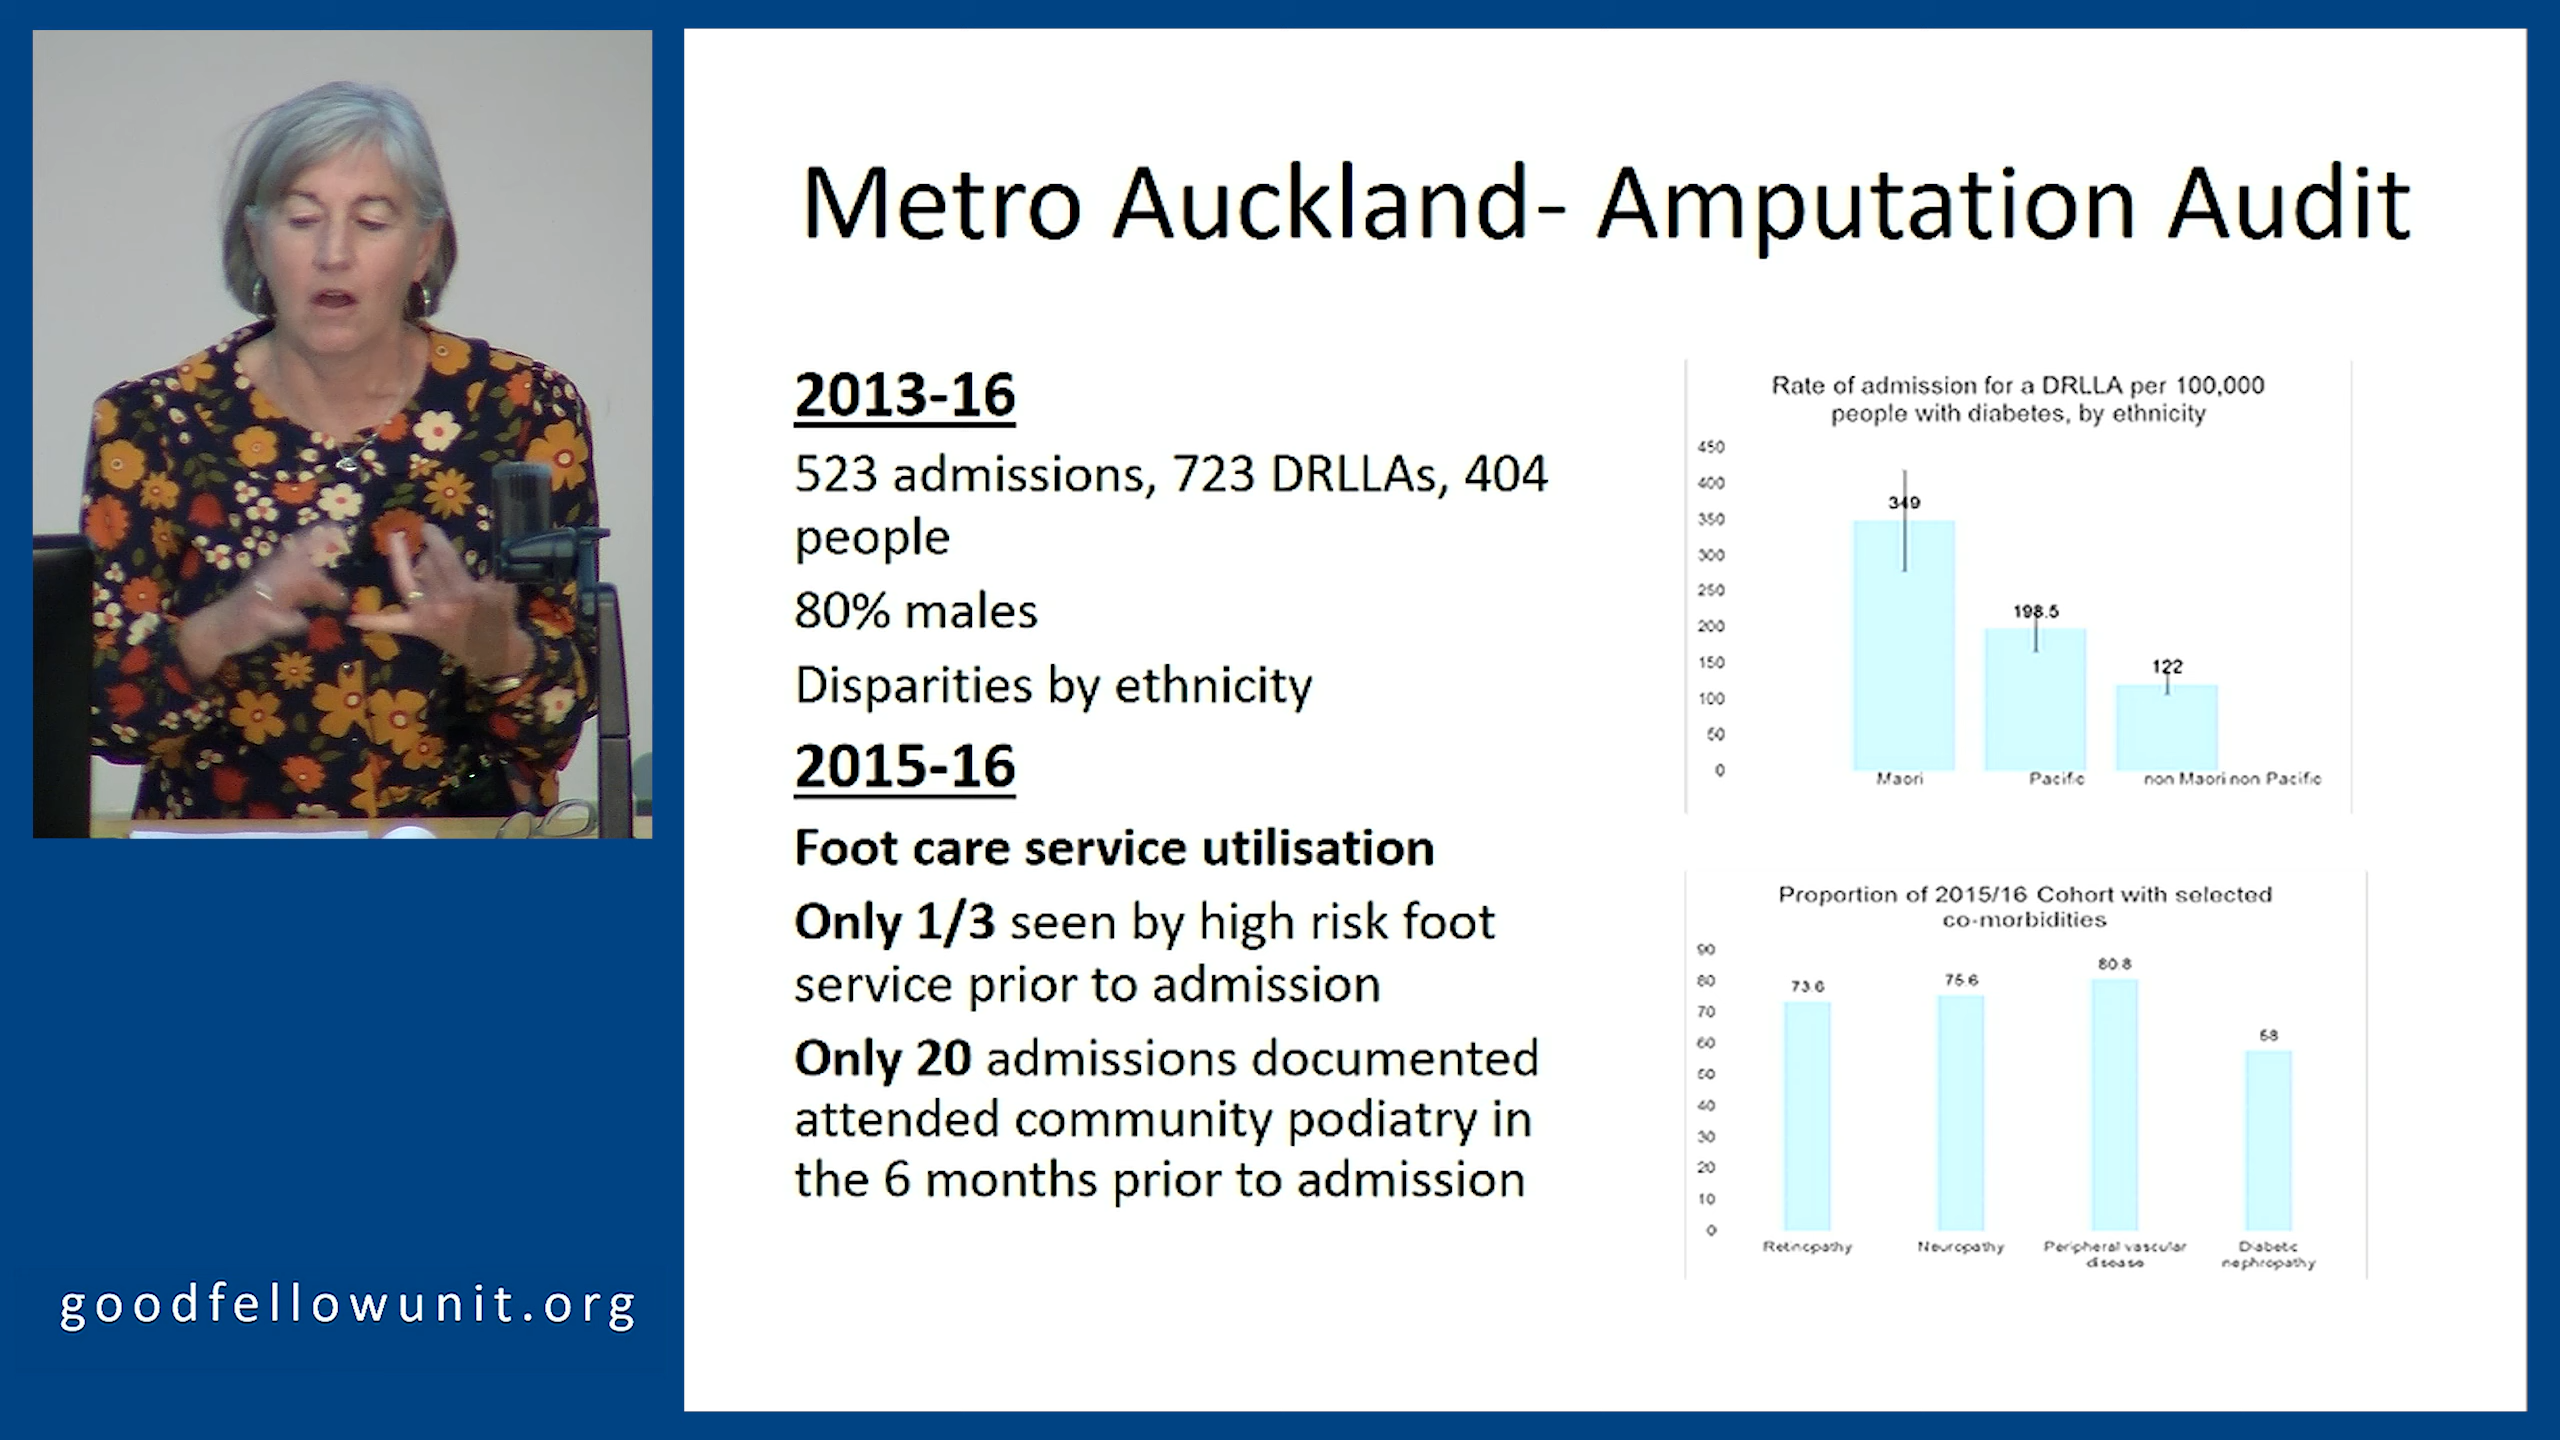 Metro Auckland- Amputation Audit
2013-16
523 admissions, 723 DRLLAs, 404
people
80% males
Disparities by ethnicity
2015-16
Foot care service utilisation
Only 1/3 seen by high risk foot
service prior to admission
Only 20 admissions documented
attended community podiatry in
the 6 months prior to admission
Rate of admission for a DRLLA per 100,000
people with diabetes, by ethnicity
450
400
350
300
250
200
150
100
50
0
349
198.5
122
Maori
Pacific
non Maori non Pacific
Proportion of 2015/16 Cohort with selected
co-morbidities
90
80
70
60
50
40
30
20
10
0
73.6
75.6
80.8
58
Retinopathy
Neuropathy
Peripheral vascular
disease
Diabetic
nephropathy
goodfellowunit.org